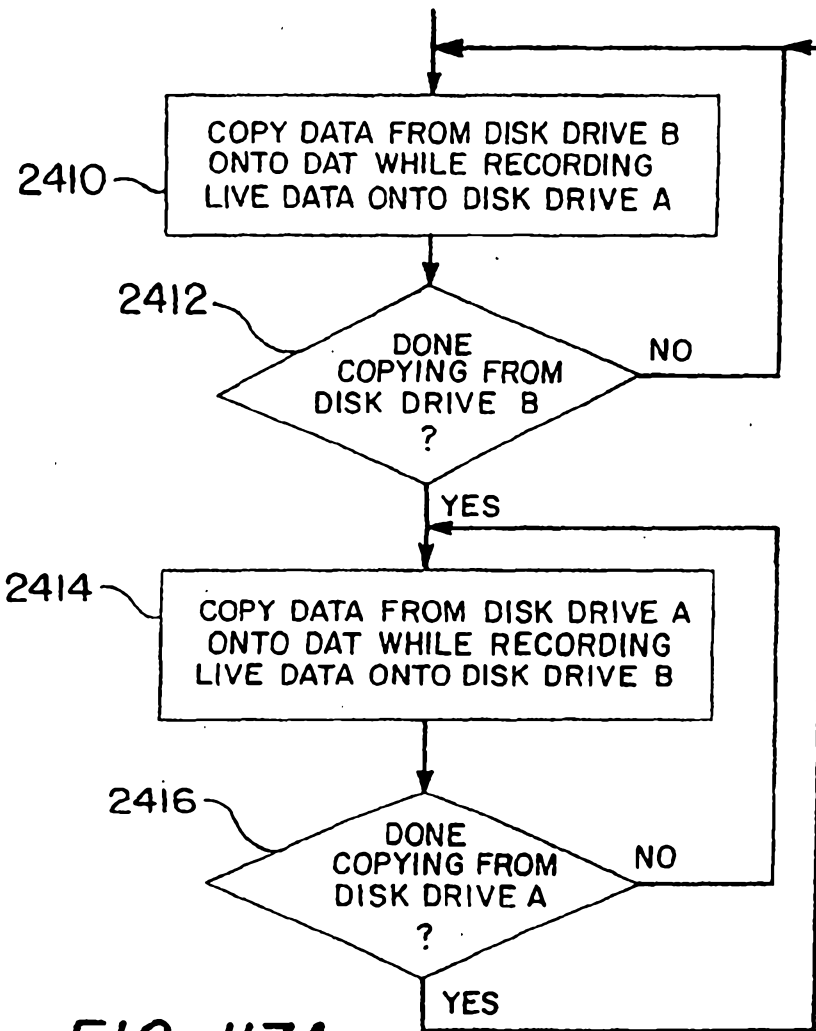 COPY DATA FROM DISK DRIVE B
ONTO DAT WHILE RECORDING
LIVE DATA ONTO DISK DRIVE A
2410
2412
DONE
COPYING FROM
DISK DRIVE B
?
NO
YES
2414
COPY DATA FROM DISK DRIVE A
ONTO DAT WHILE RECORDING
LIVE DATA ONTO DISK DRIVE B
2416
DONE
COPYING FROM
DISK DRIVE A
?
NO
YES